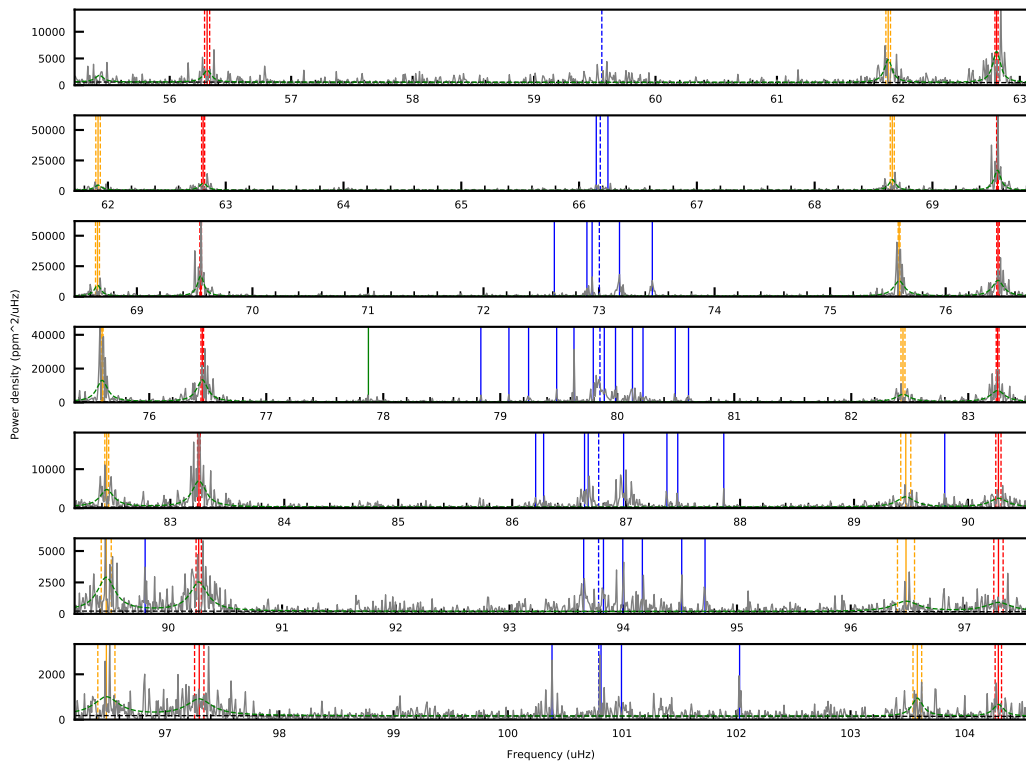 10000
5000
0
56 57 58 59 60 61 62 63
50000
25000
0
62 63 64 65 66 67 68 69
50000
25000
0
69 70 71 72 73 74 75 76
40000
20000
0
76 77 78 79 80 81 82 83
10000
0
83 84 85 86 87 88 89 90
5000
2500
0
90 91 92 93 94 95 96 97
2000
0
97 98 99 100 101 102 103 104
Power density (ppm^2/uHz)
Frequency (uHz)